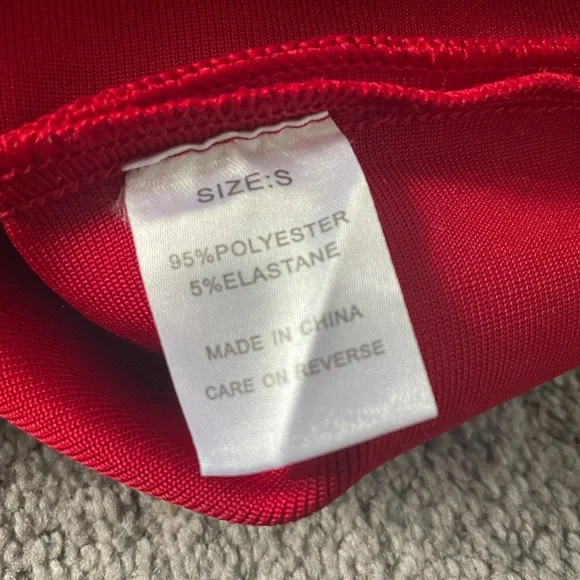 SIZE:S
95%POLYESTER
5%ELASTANE
MADE IN CHINA
CARE ON REVERSE